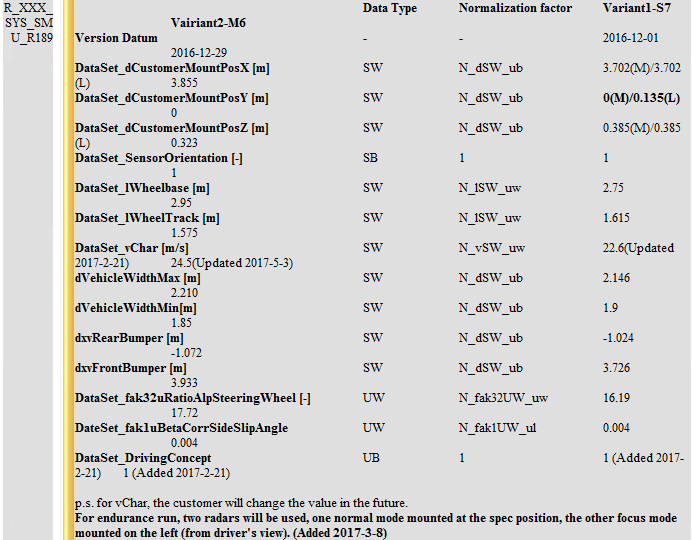 R_XXX_ Data Type Normalization factor Variant1-S7
SYS_SM Vairiant2-M6
U_R189 Version Datum - - 2016-12-01
2016-12-29
DataSet_dCustomerMountPosX [m] SW N_dSW_ub 3.702(M)/3.702
(L) 3.855
DataSet_dCustomerMountPosY [m] SW N_dSW_ub 0(M)/0.135(L)
0
DataSet_dCustomerMountPosZ [m] SW N_dSW_ub 0.385(M)/0.385
(L) 0.323
DataSet_SensorOrientation [-] SB 1 1
1
DataSet_lWheelbase [m] SW N_lSW_uw 2.75
2.95
DataSet_lWheelTrack [m] SW N_lSW_uw 1.615
1.575
DataSet_vChar [m/s] SW N_vSW_uw 22.6(Updated
2017-2-21) 24.5(Updated 2017-5-3)
dVehicleWidthMax [m] SW N_dSW_ub 2.146
2.210
dVehicleWidthMin[m] SW N_dSW_ub 1.9
1.85
dxvRearBumper [m] SW N_dSW_ub -1.024
-1.072
dxvFrontBumper [m] SW N_dSW_ub 3.726
3.933
DataSet_fak32uRatioAlpSteeringWheel [-] UW N_fak32UW_uw 16.19
17.72
DateSet_fak1uBetaCorrSideSlipAngle UW N_fak1UW_ul 0.004
0.004
DataSet_DrivingConcept UB 1 1 (Added 2017-
2-21) 1 (Added 2017-2-21)
p.s. for vChar, the customer will change the value in the future.
For endurance run, two radars will be used, one normal mode mounted at the spec position, the other focus mode
mounted on the left (from driver's view). (Added 2017-3-8)